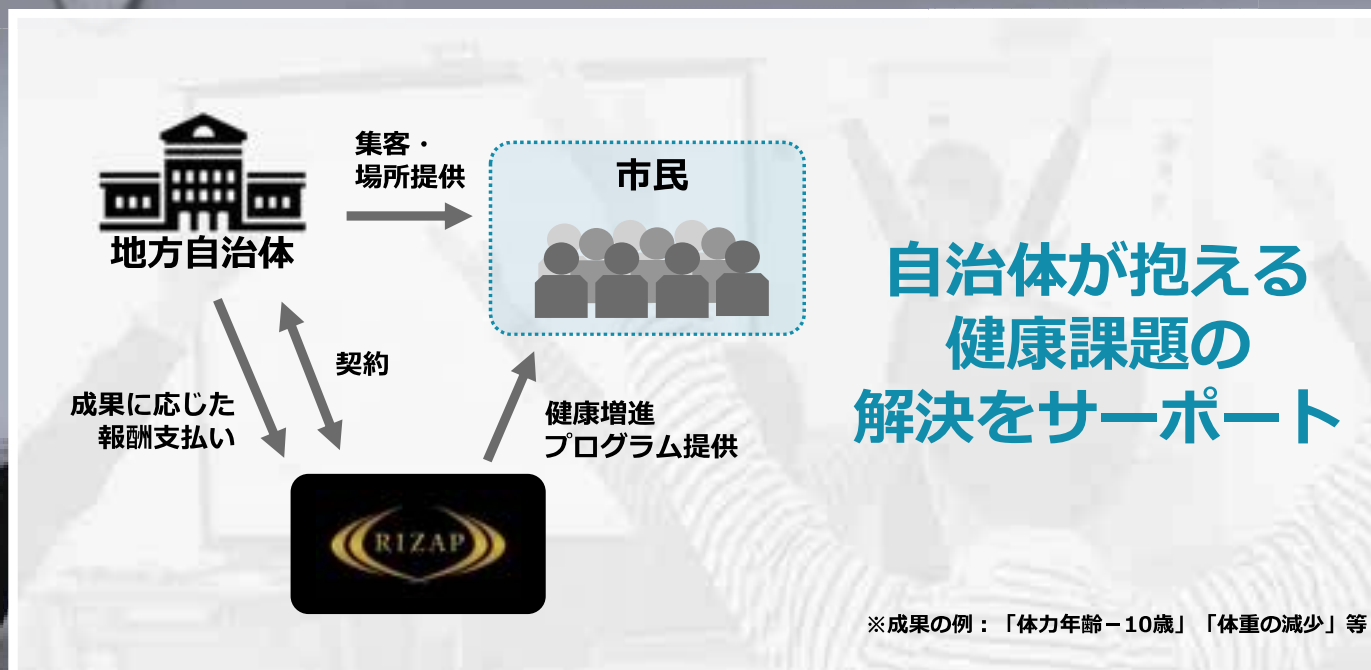 集客・
場所提供
市民
地方自治体
契約
成果に応じた
報酬支払い
健康増進
プログラム提供
RIZAP
自治体が抱える
健康課題の
解決をサーポート
※成果の例：「体力年齢－10歳」「体重の減少」等